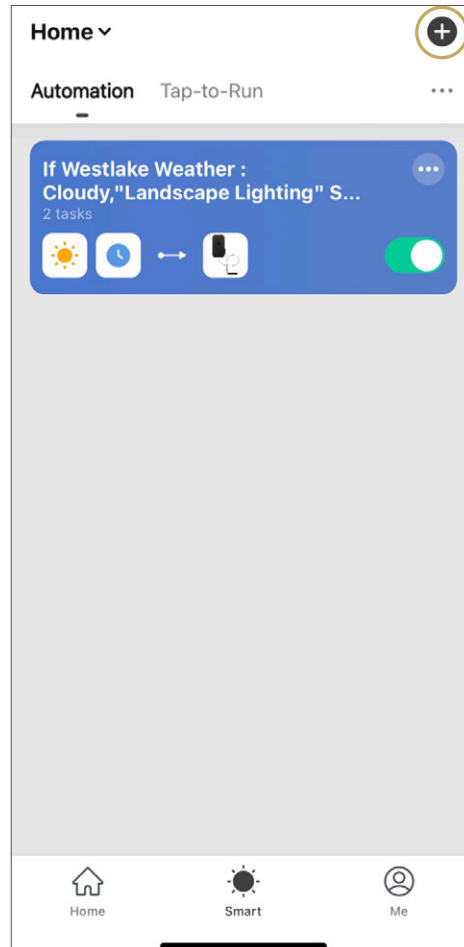 Home
Automation Tap-to-Run
If Westlake Weather :
Cloudy,"Landscape Lighting" S...
2 tasks
Home Smart Me